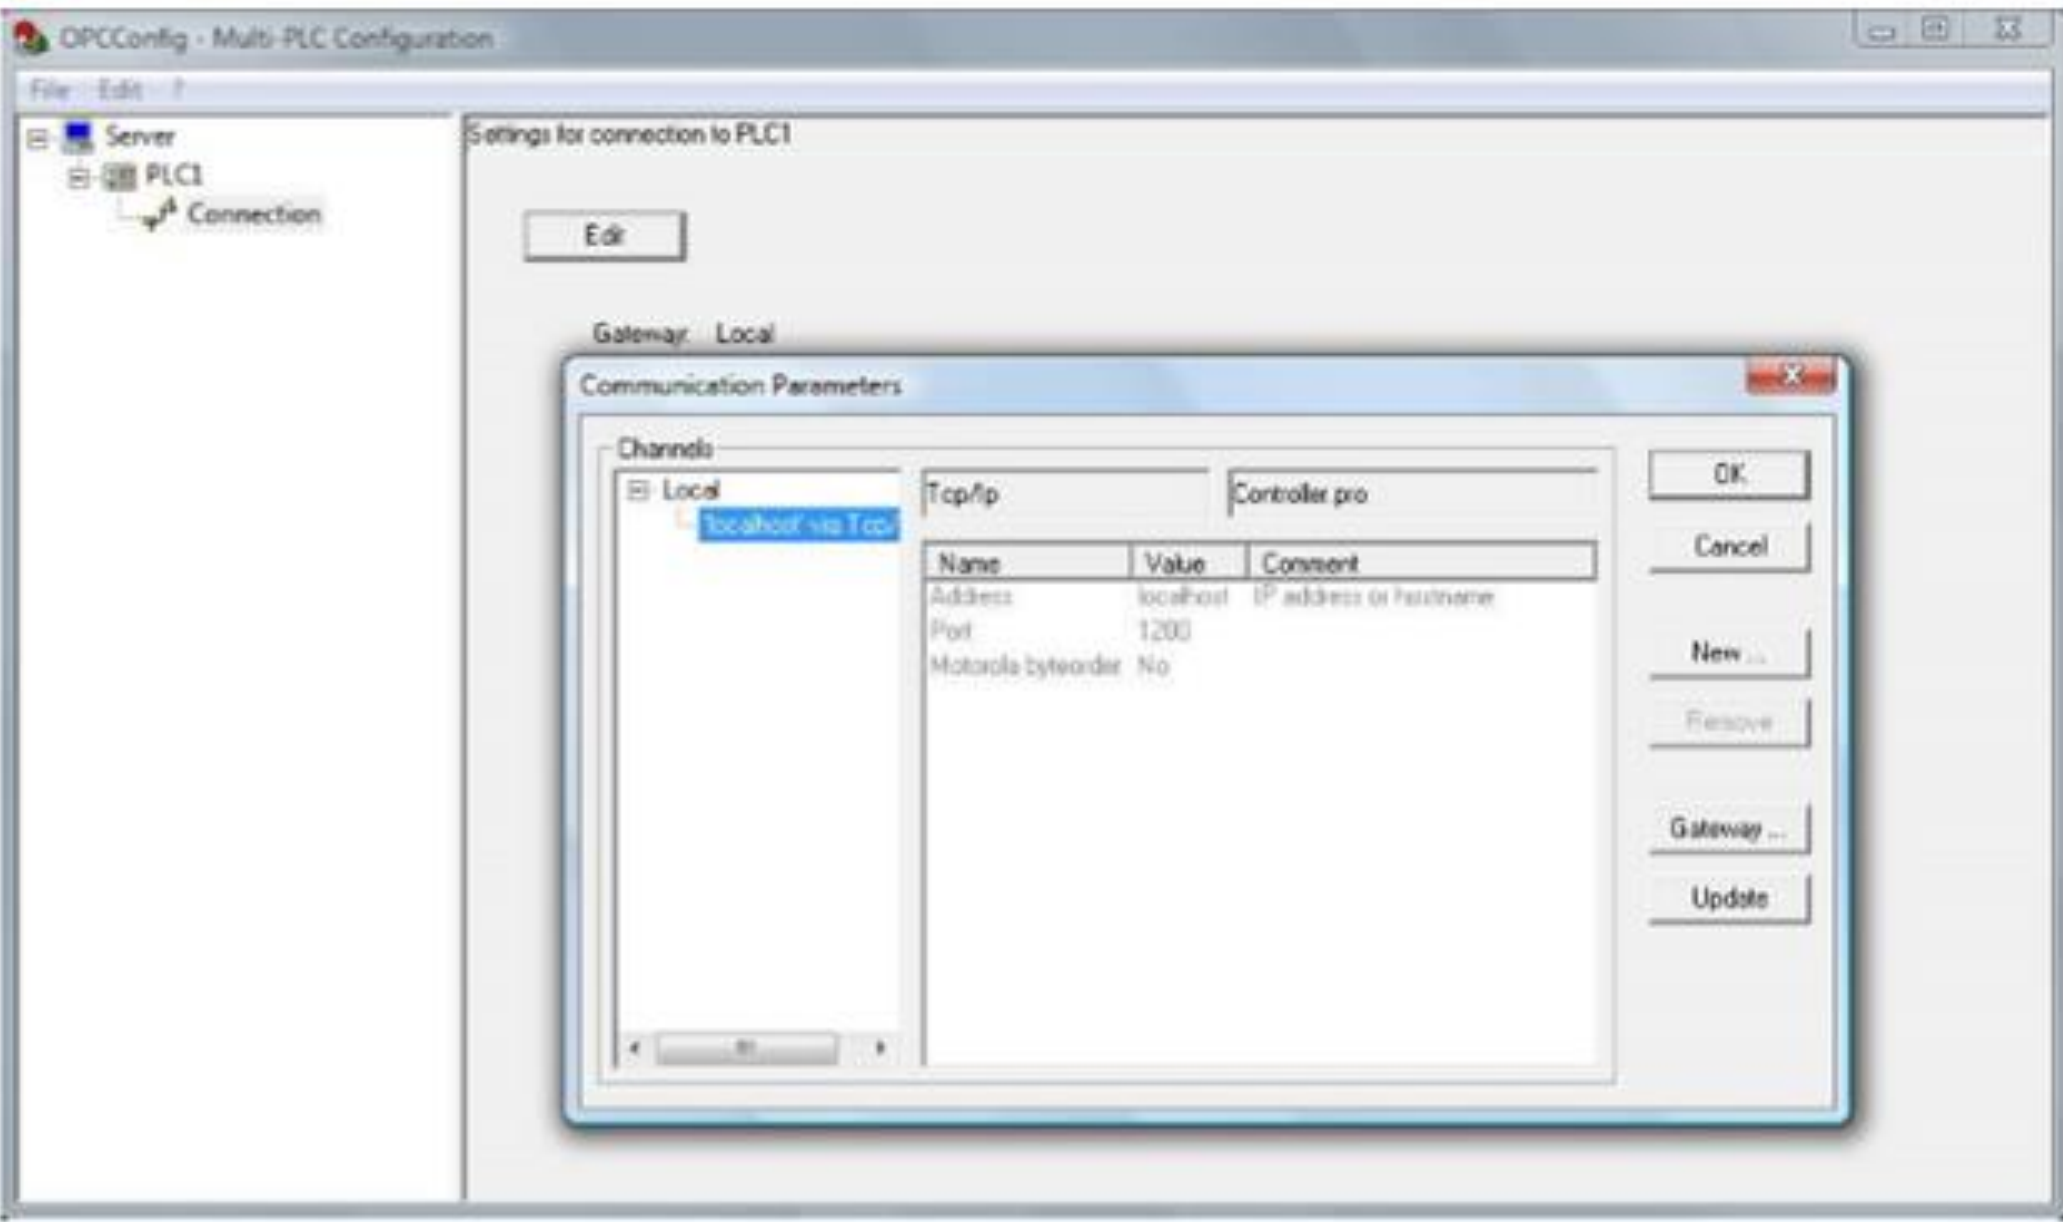 OPCConfig - Multi-PLC Configuration
File Edit ?
Server
PLC1
Connection
Settings for connection to PLC1
Edit
Gateway: Local
Communication Parameters
Channels
Local
'localhost' via Tcp/
Tcp/Ip
Controller pro
Name Value Comment
Address localhost IP address or hostname
Port 1200
Motorola byteorder No
OK
Cancel
New ...
Remove
Gateway ...
Update